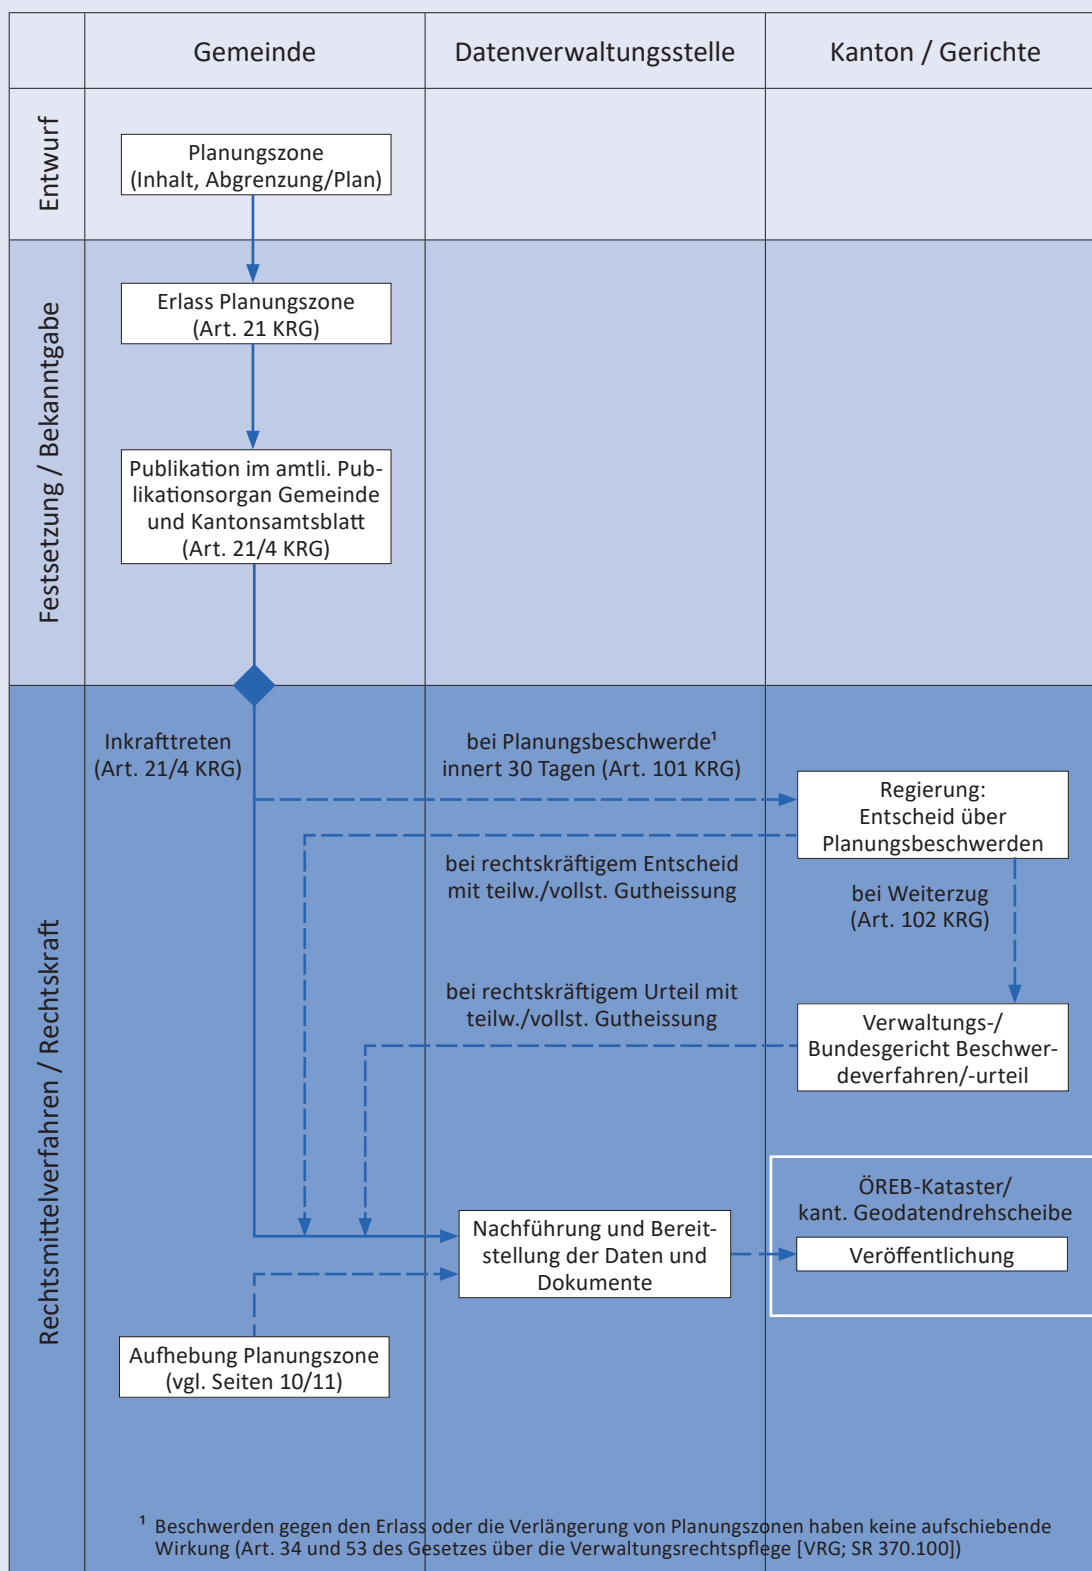 Gemeinde
Datenverwaltungsstelle
Kanton / Gerichte
Entwurf
Planungszone
(Inhalt, Abgrenzung/Plan)
Festsetzung / Bekanntgabe
Erlass Planungszone
(Art. 21 KRG)
Publikation im amtli. Pub-
likationsorgan Gemeinde
und Kantonsamtsblatt
(Art. 21/4 KRG)
Rechtsmittelverfahren / Rechtskraft
Inkrafttreten
(Art. 21/4 KRG)
bei Planungsbeschwerde¹
innert 30 Tagen (Art. 101 KRG)
Regierung:
Entscheid über
Planungsbeschwerden
bei rechtskräftigem Entscheid
mit teilw./vollst. Gutheissung
bei Weiterzug
(Art. 102 KRG)
bei rechtskräftigem Urteil mit
teilw./vollst. Gutheissung
Verwaltungs-/
Bundesgericht Beschwer-
deverfahren/-urteil
ÖREB-Kataster/
kant. Geodatendrehscheibe
Veröffentlichung
Nachführung und Bereit-
stellung der Daten und
Dokumente
Aufhebung Planungszone
(vgl. Seiten 10/11)
¹ Beschwerden gegen den Erlass oder die Verlängerung von Planungszonen haben keine aufschiebende
Wirkung (Art. 34 und 53 des Gesetzes über die Verwaltungsrechtspflege [VRG; SR 370.100])